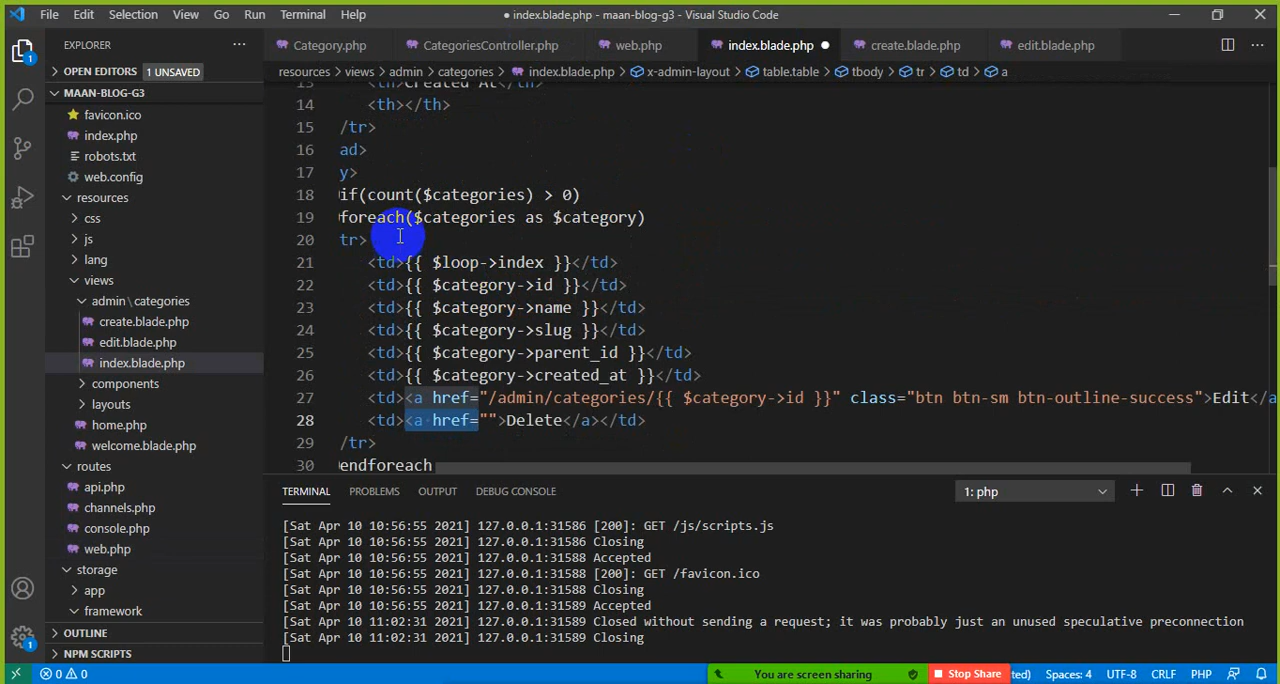 File Edit Selection View Go Run Terminal Help
● index.blade.php - maan-blog-g3 - Visual Studio Code
EXPLORER ···
Category.php CategoriesController.php web.php index.blade.php ● create.blade.php edit.blade.php
OPEN EDITORS 1 UNSAVED
resources > views > admin > categories > index.blade.php > x-admin-layout > table.table > tbody > tr > td > a
MAAN-BLOG-G3
favicon.ico
index.php
robots.txt
web.config
resources
css
js
lang
views
admin\categories
create.blade.php
edit.blade.php
index.blade.php
components
layouts
home.php
welcome.blade.php
routes
api.php
channels.php
console.php
web.php
storage
app
framework
OUTLINE
NPM SCRIPTS
13 <th>Created At</th>
14 <th></th>
15 /tr>
16 ad>
17 y>
18 if(count($categories) > 0)
19 foreach($categories as $category)
20 tr>
21 <td>{{ $loop->index }}</td>
22 <td>{{ $category->id }}</td>
23 <td>{{ $category->name }}</td>
24 <td>{{ $category->slug }}</td>
25 <td>{{ $category->parent_id }}</td>
26 <td>{{ $category->created_at }}</td>
27 <td><a href="/admin/categories/{{ $category->id }}" class="btn btn-sm btn-outline-success">Edit</a
28 <td><a href="">Delete</a></td>
29 /tr>
30 endforeach
TERMINAL PROBLEMS OUTPUT DEBUG CONSOLE 1: php
[Sat Apr 10 10:56:55 2021] 127.0.0.1:31586 [200]: GET /js/scripts.js
[Sat Apr 10 10:56:55 2021] 127.0.0.1:31586 Closing
[Sat Apr 10 10:56:55 2021] 127.0.0.1:31588 Accepted
[Sat Apr 10 10:56:55 2021] 127.0.0.1:31588 [200]: GET /favicon.ico
[Sat Apr 10 10:56:55 2021] 127.0.0.1:31588 Closing
[Sat Apr 10 10:56:55 2021] 127.0.0.1:31589 Accepted
[Sat Apr 10 11:02:31 2021] 127.0.0.1:31589 Closed without sending a request; it was probably just an unused speculative preconnection
[Sat Apr 10 11:02:31 2021] 127.0.0.1:31589 Closing
0 0 You are screen sharing Stop Share ted) Spaces: 4 UTF-8 CRLF PHP